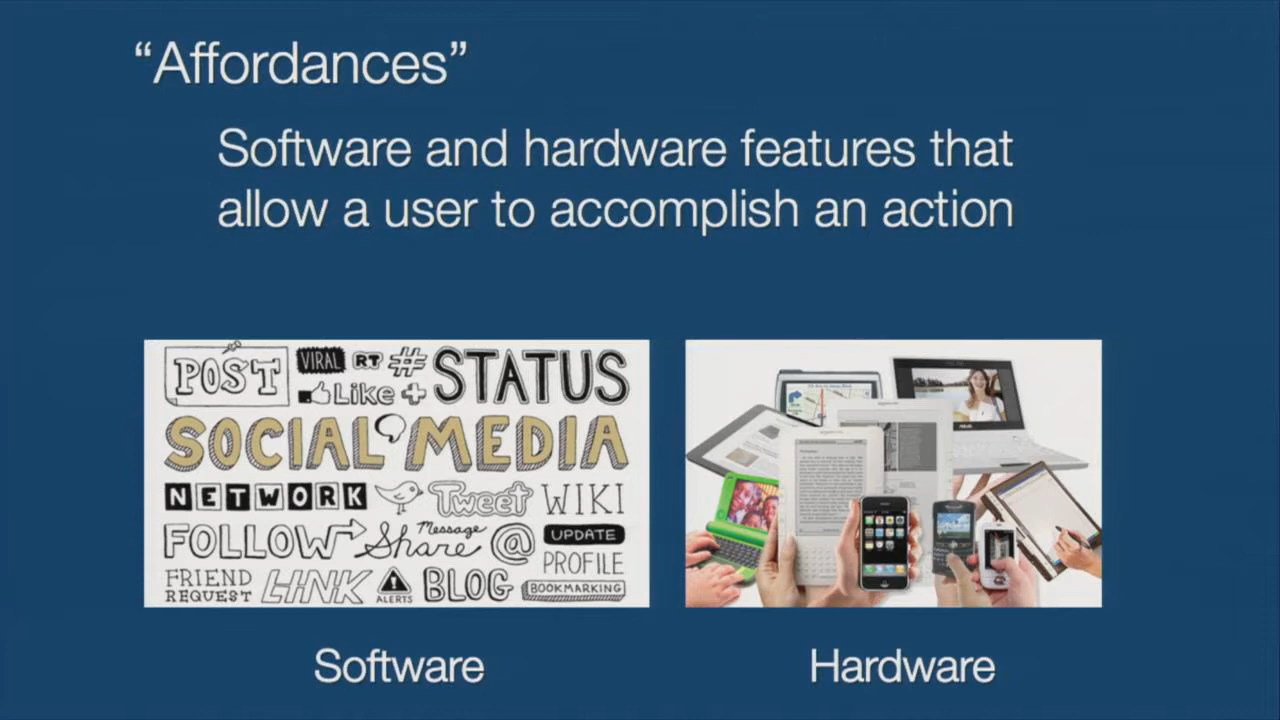 “Affordances”
Software and hardware features that
allow a user to accomplish an action
POST VIRAL RT # STATUS
Like +
SOCIAL MEDIA
NETWORK Tweet WIKI
FOLLOW Share Message @ UPDATE
PROFILE
FRIEND REQUEST LINK ALERTS BLOG BOOKMARKING
Software
Hardware